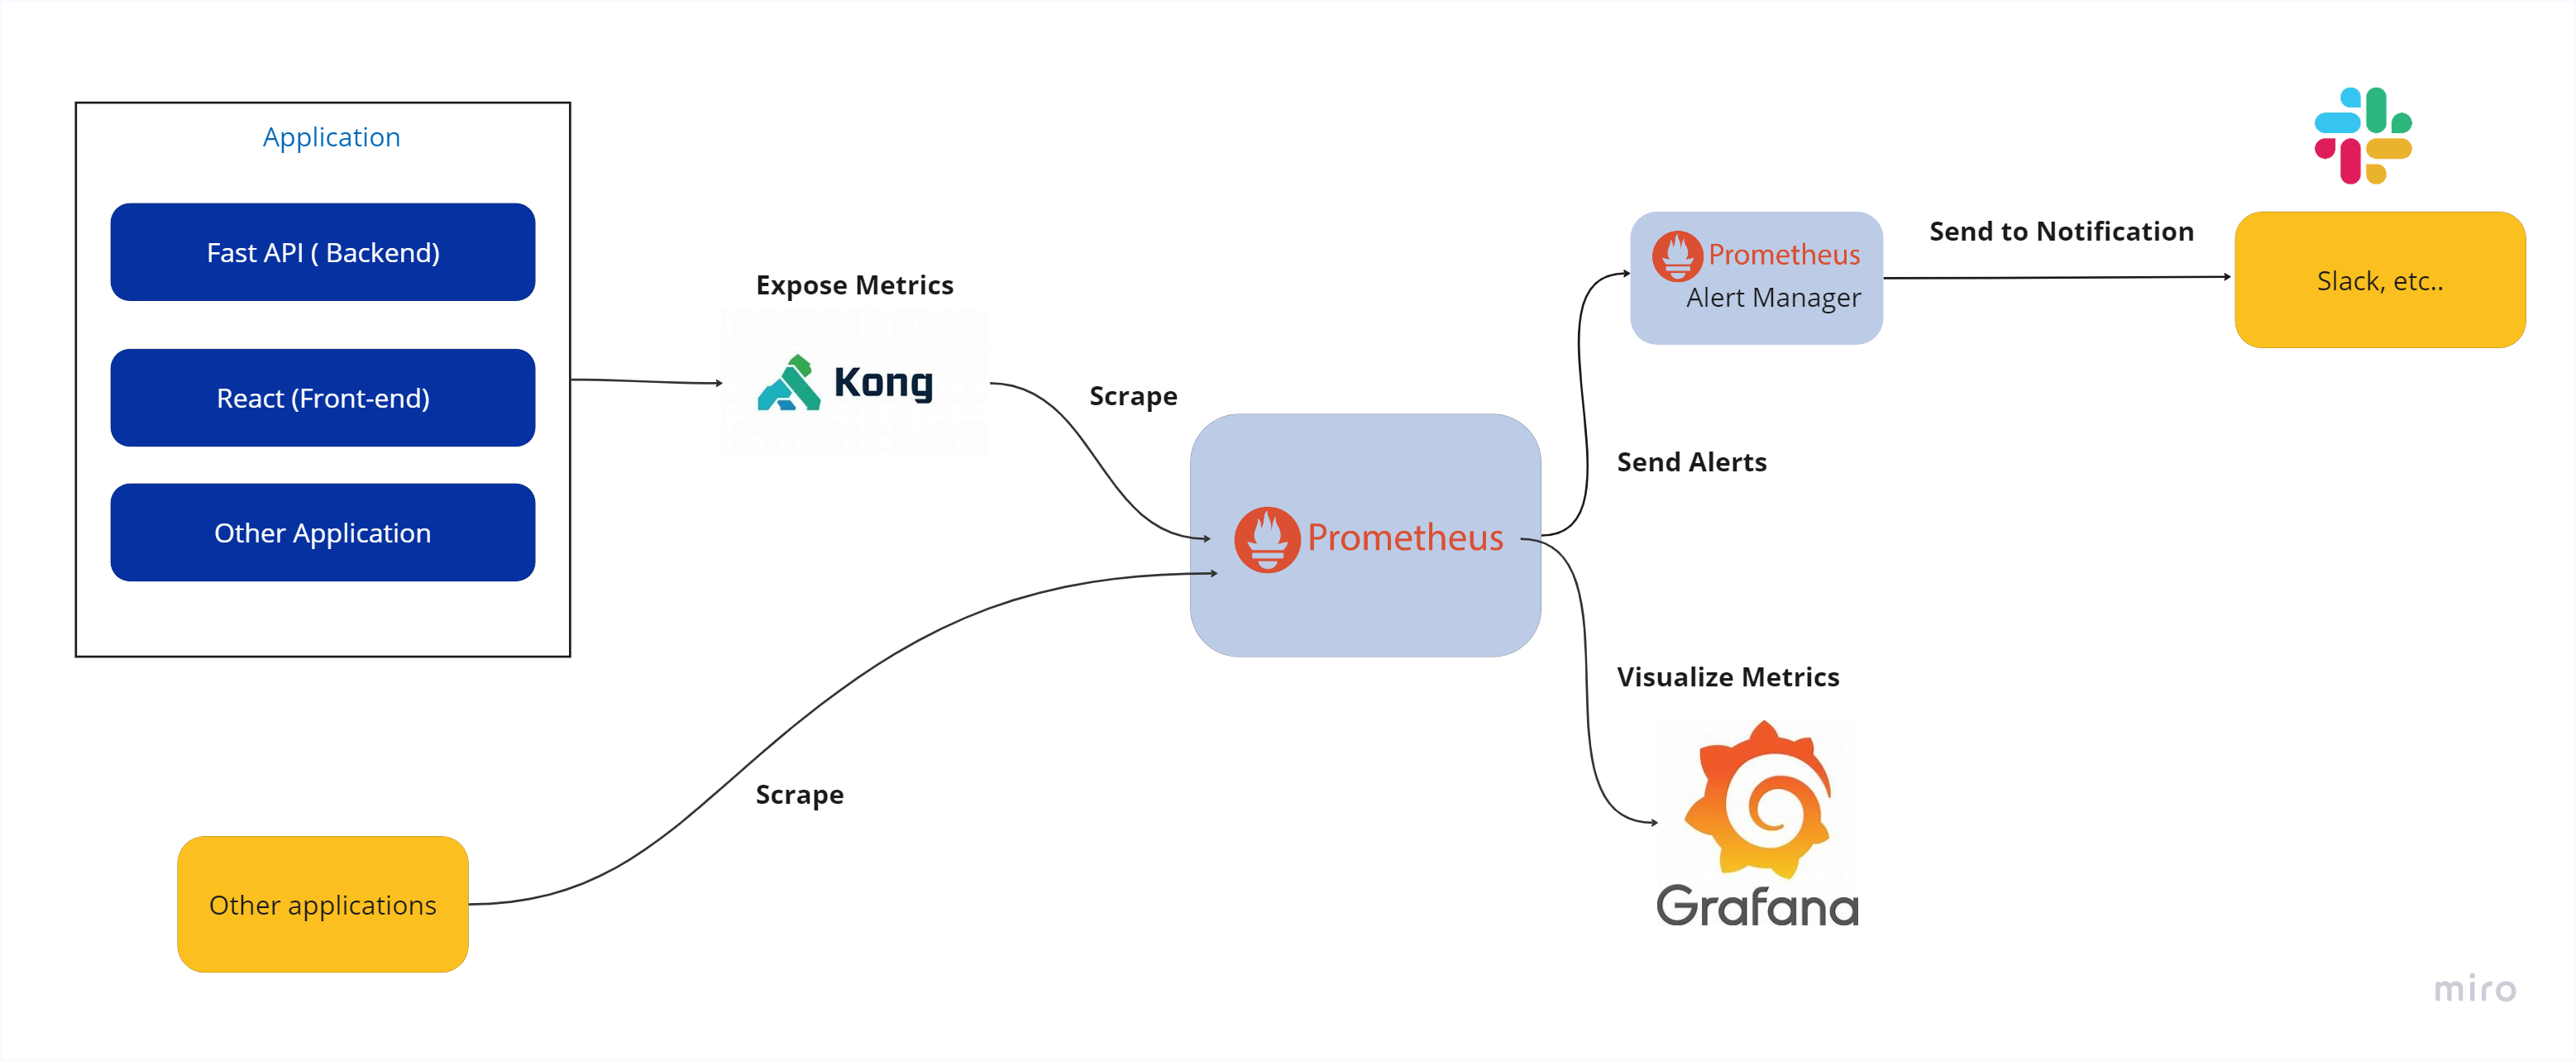 Application
Fast API ( Backend)
React (Front-end)
Other Application
Expose Metrics
Kong
Scrape
Prometheus
Send Alerts
Prometheus
Alert Manager
Send to Notification
Slack, etc..
Visualize Metrics
Grafana
Scrape
Other applications
miro